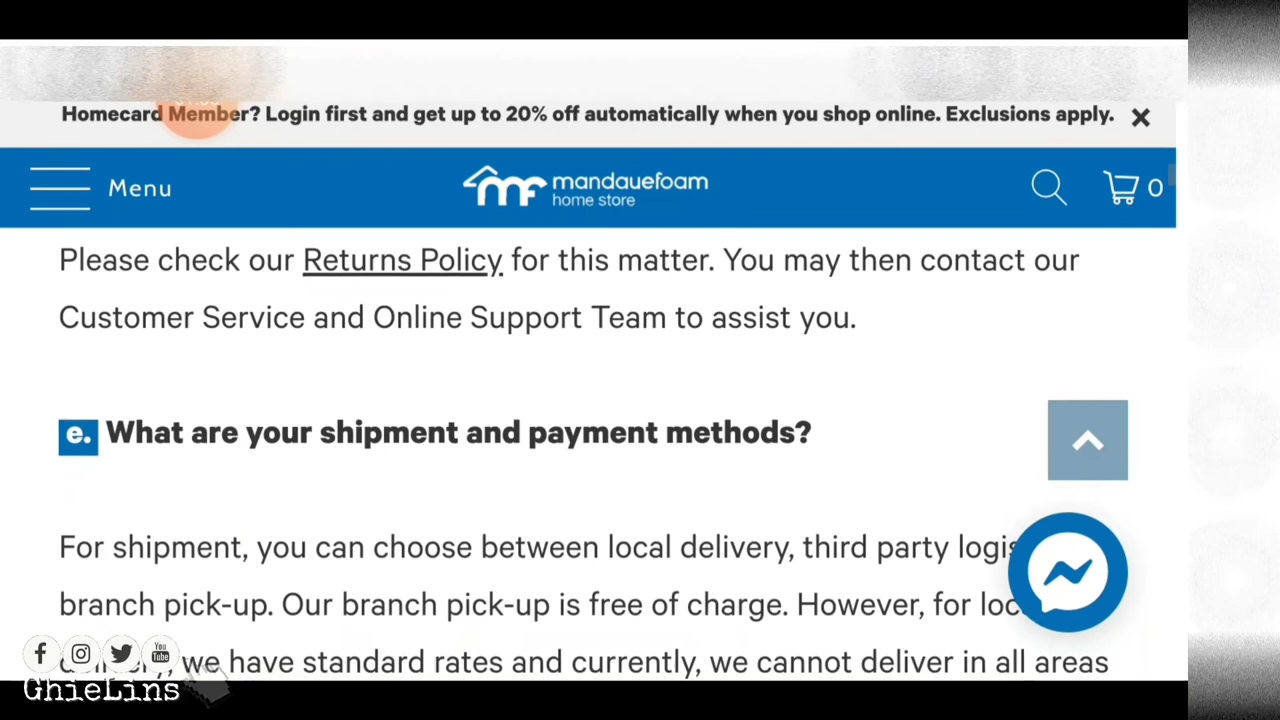 Homecard Member? Login first and get up to 20% off automatically when you shop online. Exclusions apply.
Menu
mandauefoam
home store
0
Please check our Returns Policy for this matter. You may then contact our
Customer Service and Online Support Team to assist you.
e. What are your shipment and payment methods?
For shipment, you can choose between local delivery, third party
branch pick-up. Our branch pick-up is free of charge. However, for
we have standard rates and currently, we cannot deliver in all areas
You
Tube
GhieLins